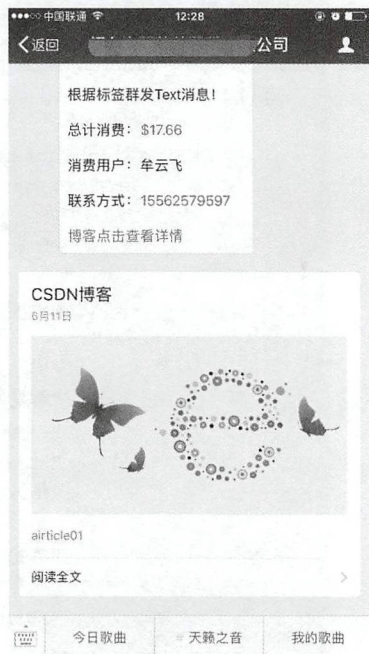 中国联通 12:28
返回 公司
根据标签群发Text消息!
总计消费: $17.66
消费用户: 牟云飞
联系方式: 15562579597
博客点击查看详情
CSDN博客
6月11日
airticle01
阅读全文
今日歌曲 天籁之音 我的歌曲